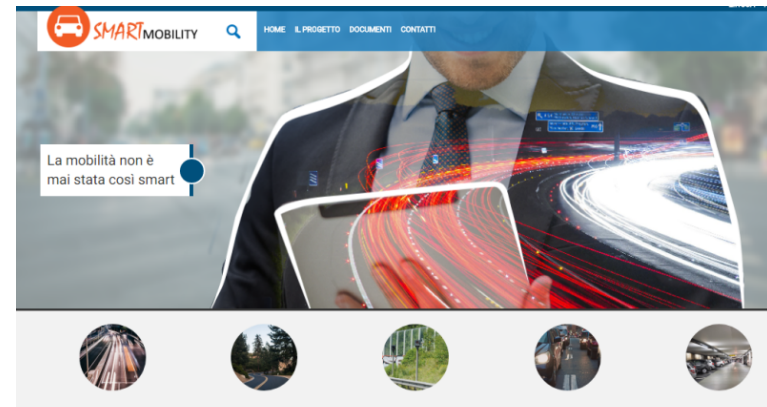 SMARTMOBILITY
HOME IL PROGETTO DOCUMENTI CONTATTI
La mobilità non è
mai stata così smart